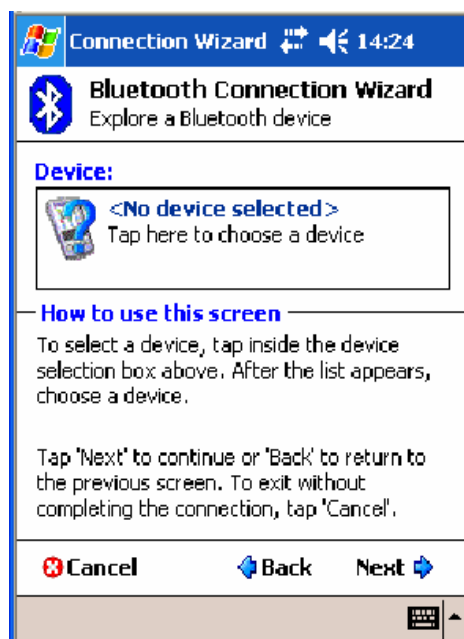 Connection Wizard 14:24
Bluetooth Connection Wizard
Explore a Bluetooth device
Device:
<No device selected>
Tap here to choose a device
How to use this screen
To select a device, tap inside the device
selection box above. After the list appears,
choose a device.
Tap 'Next' to continue or 'Back' to return to
the previous screen. To exit without
completing the connection, tap 'Cancel'.
Cancel Back Next